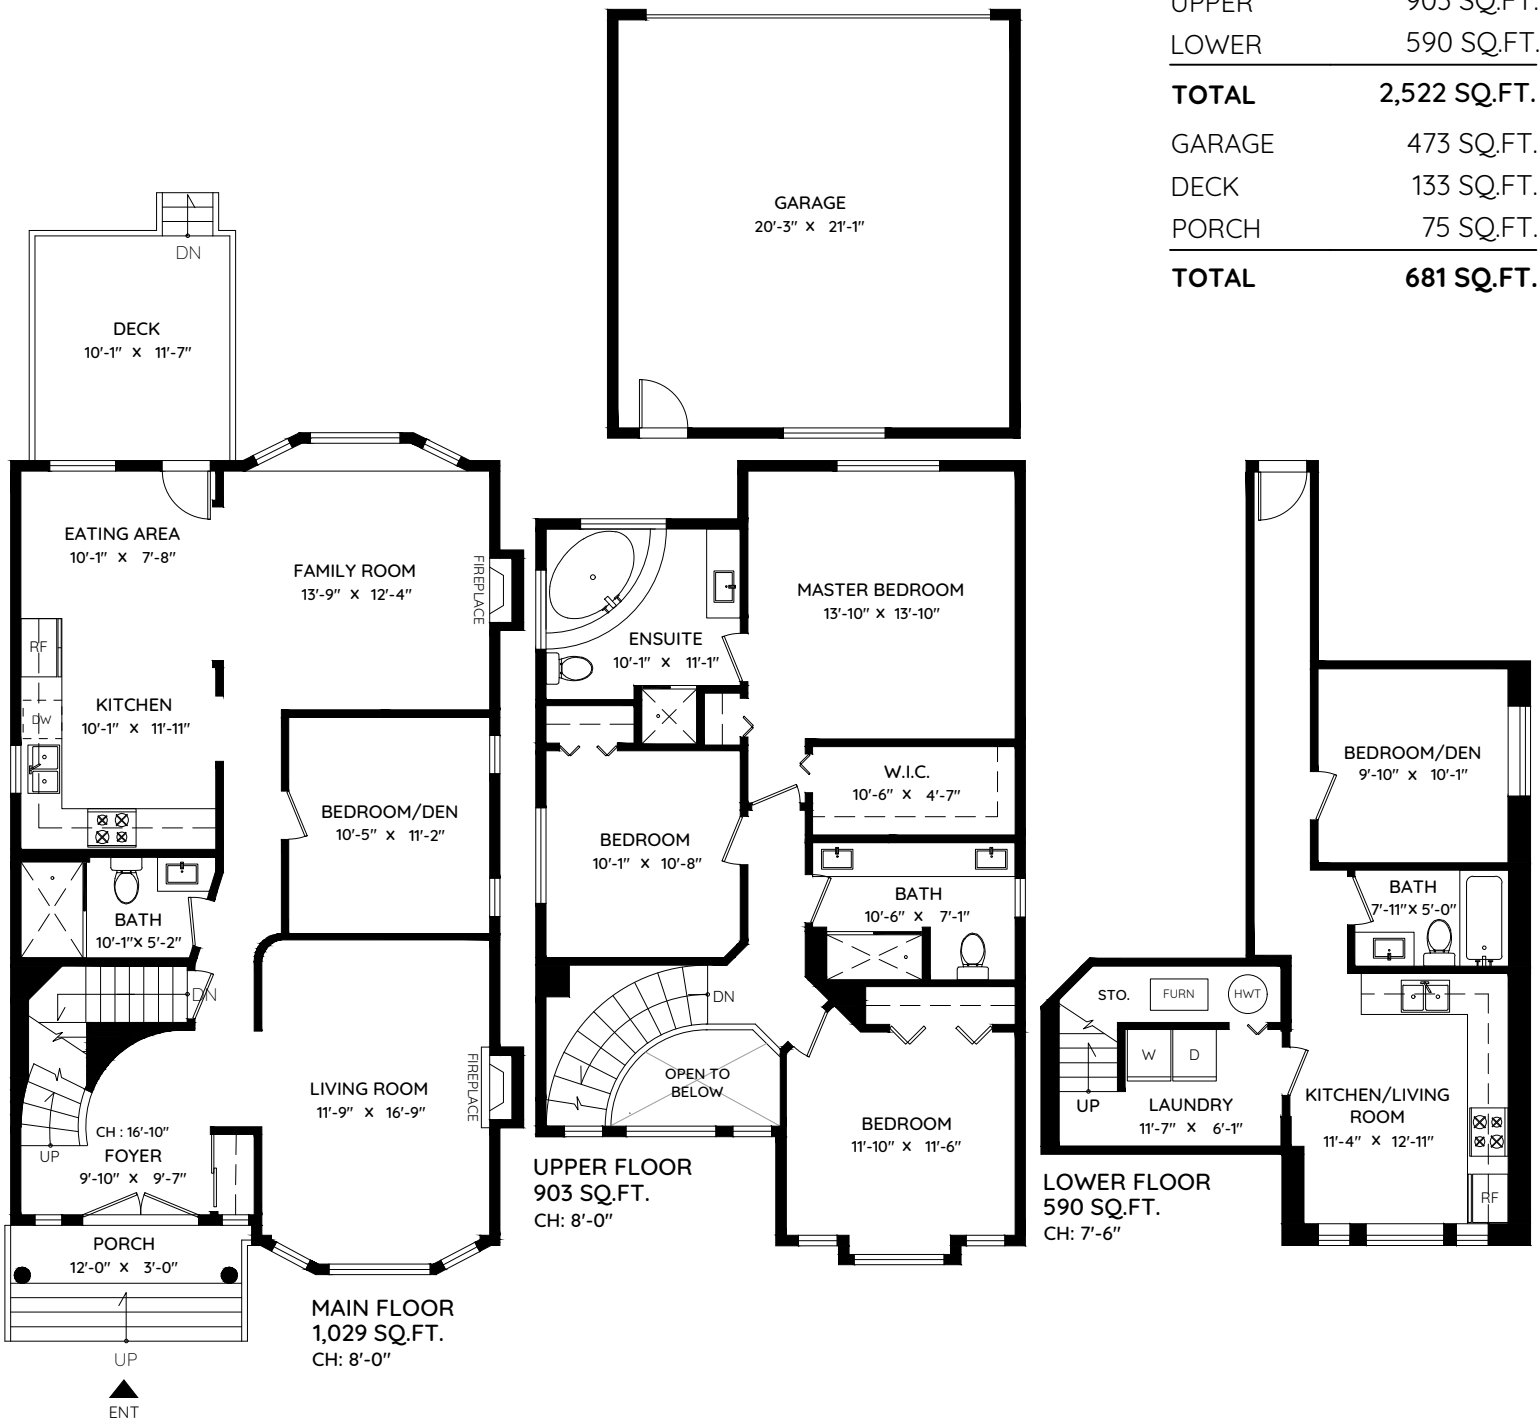 UPPER 903 SQ.FT.
LOWER 590 SQ.FT.
TOTAL 2,522 SQ.FT.
GARAGE 473 SQ.FT.
DECK 133 SQ.FT.
PORCH 75 SQ.FT.
TOTAL 681 SQ.FT.
GARAGE
20'-3" x 21'-1"
DN
DECK
10'-1" x 11'-7"
EATING AREA
10'-1" x 7'-8"
FAMILY ROOM
13'-9" x 12'-4"
FIREPLACE
RF
KITCHEN
10'-1" x 11'-11"
DW
BEDROOM/DEN
10'-5" x 11'-2"
BATH
10'-1" x 5'-2"
DN
LIVING ROOM
11'-9" x 16'-9"
FIREPLACE
CH : 16'-10"
FOYER
9'-10" x 9'-7"
UP
PORCH
12'-0" x 3'-0"
UP
ENT
MAIN FLOOR
1,029 SQ.FT.
CH: 8'-0"
MASTER BEDROOM
13'-10" x 13'-10"
ENSUITE
10'-1" x 11'-1"
W.I.C.
10'-6" x 4'-7"
BEDROOM
10'-1" x 10'-8"
BATH
10'-6" x 7'-1"
DN
OPEN TO
BELOW
BEDROOM
11'-10" x 11'-6"
UPPER FLOOR
903 SQ.FT.
CH: 8'-0"
BEDROOM/DEN
9'-10" x 10'-1"
BATH
7'-11" x 5'-0"
STO.
FURN
HWT
W
D
UP
LAUNDRY
11'-7" x 6'-1"
KITCHEN/LIVING
ROOM
11'-4" x 12'-11"
RF
LOWER FLOOR
590 SQ.FT.
CH: 7'-6"